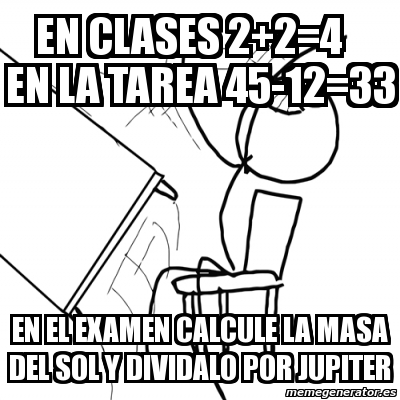 EN CLASES 2+2=4
EN LA TAREA 45-12=33
EN EL EXAMEN CALCULE LA MASA
DEL SOL Y DIVIDALO POR JUPITER
memegenerator.es